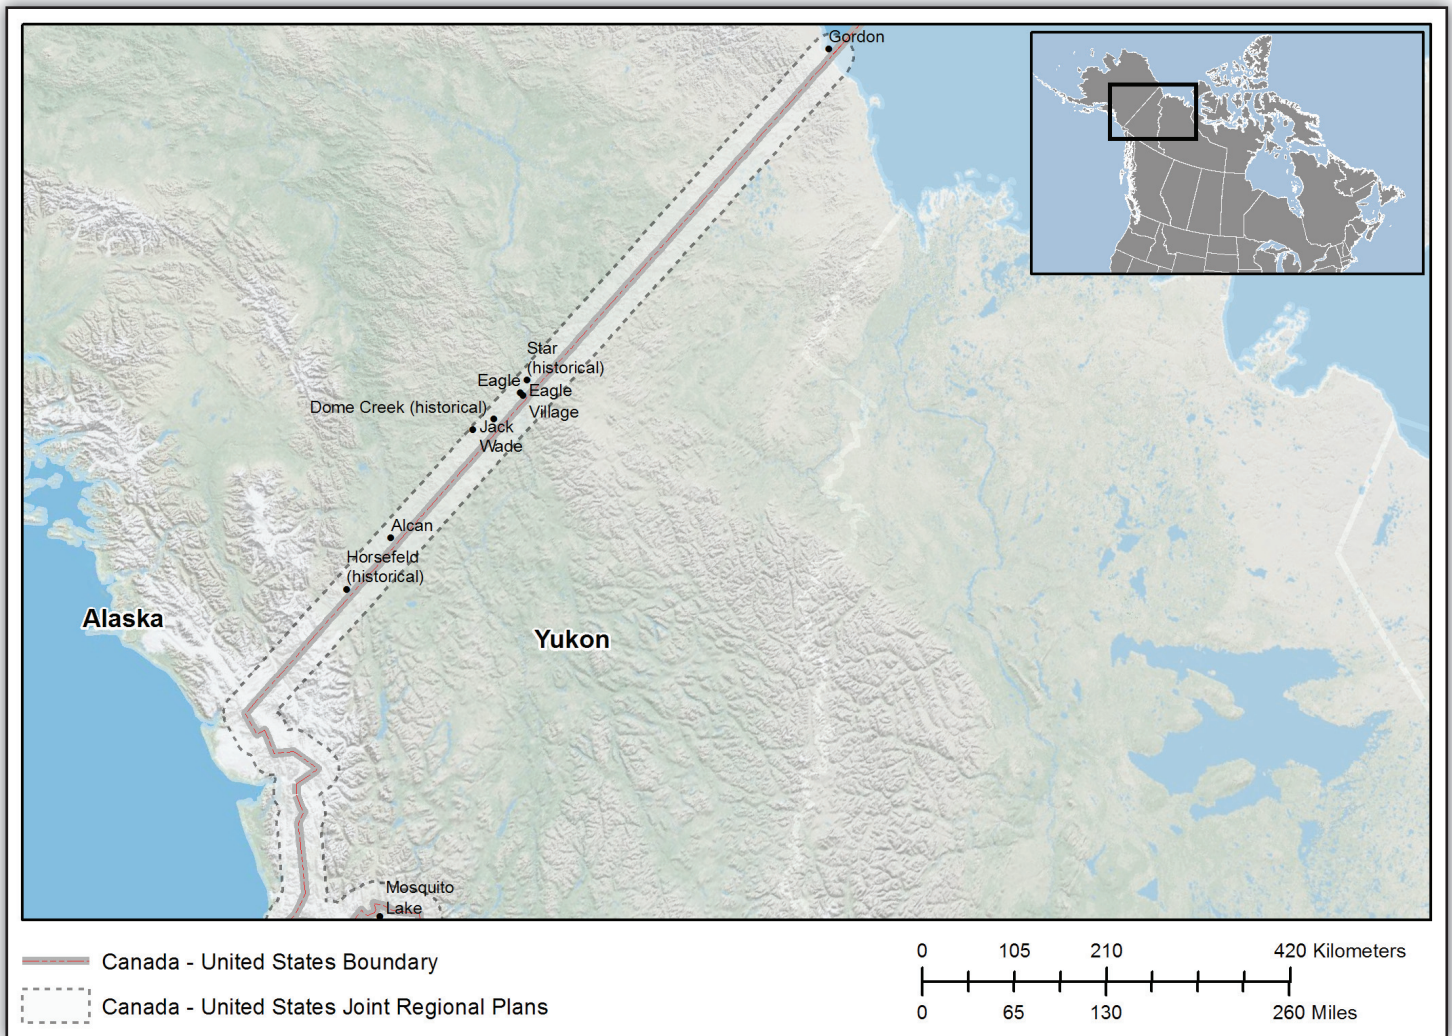 Gordon
Star
(historical)
Eagle
Eagle
Village
Dome Creek (historical)
Jack
Wade
Alcan
Horsefeld
(historical)
Alaska
Yukon
Mosquito
Lake
Canada - United States Boundary
Canada - United States Joint Regional Plans
0 105 210 420 Kilometers
0 65 130 260 Miles